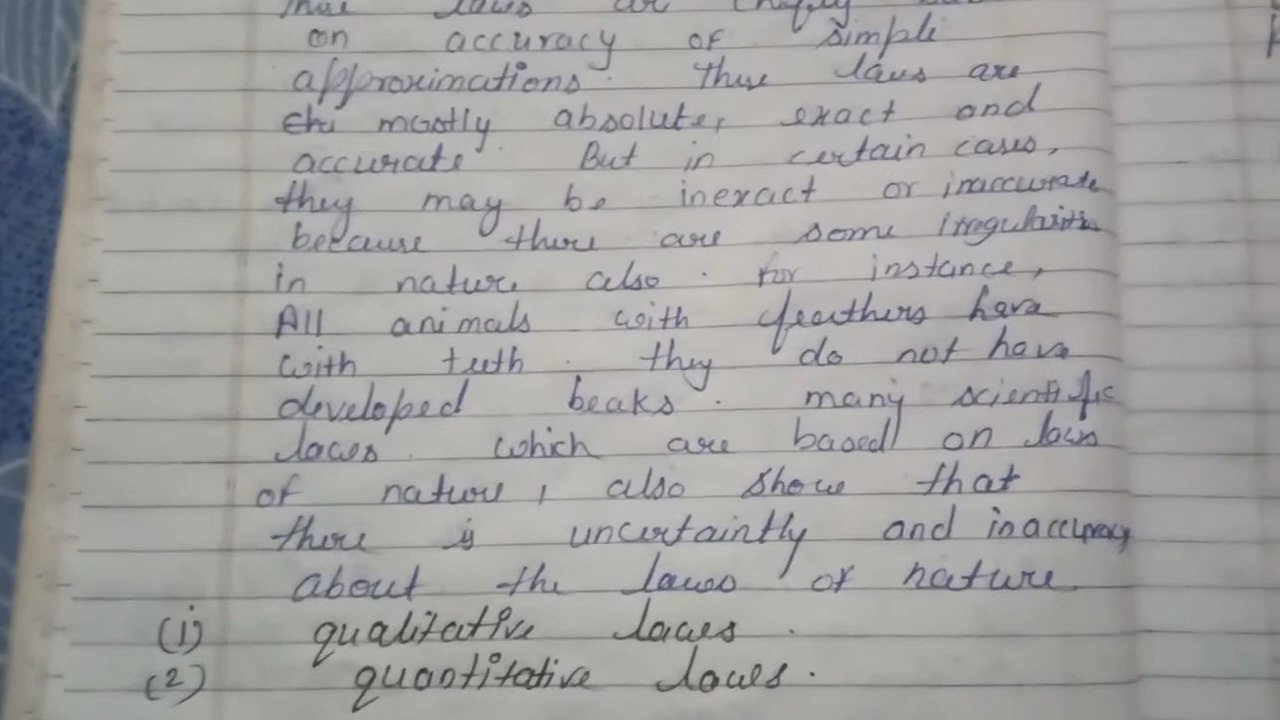 laws are
on accuracy of simple
approximations. These laws are
mostly absolute, exact and
accurate. But in certain cases,
they may be inexact or inaccurate
because there are some irregularities
in nature also. for instance,
All animals with feathers have
with teeth. they do not have
developed beaks. many scientific
laws. which are based on laws
of nature, also show that
there is uncertaintly and inaccuracy
about the laws of nature
(1) qualitative laws.
(2) quantitative laws.